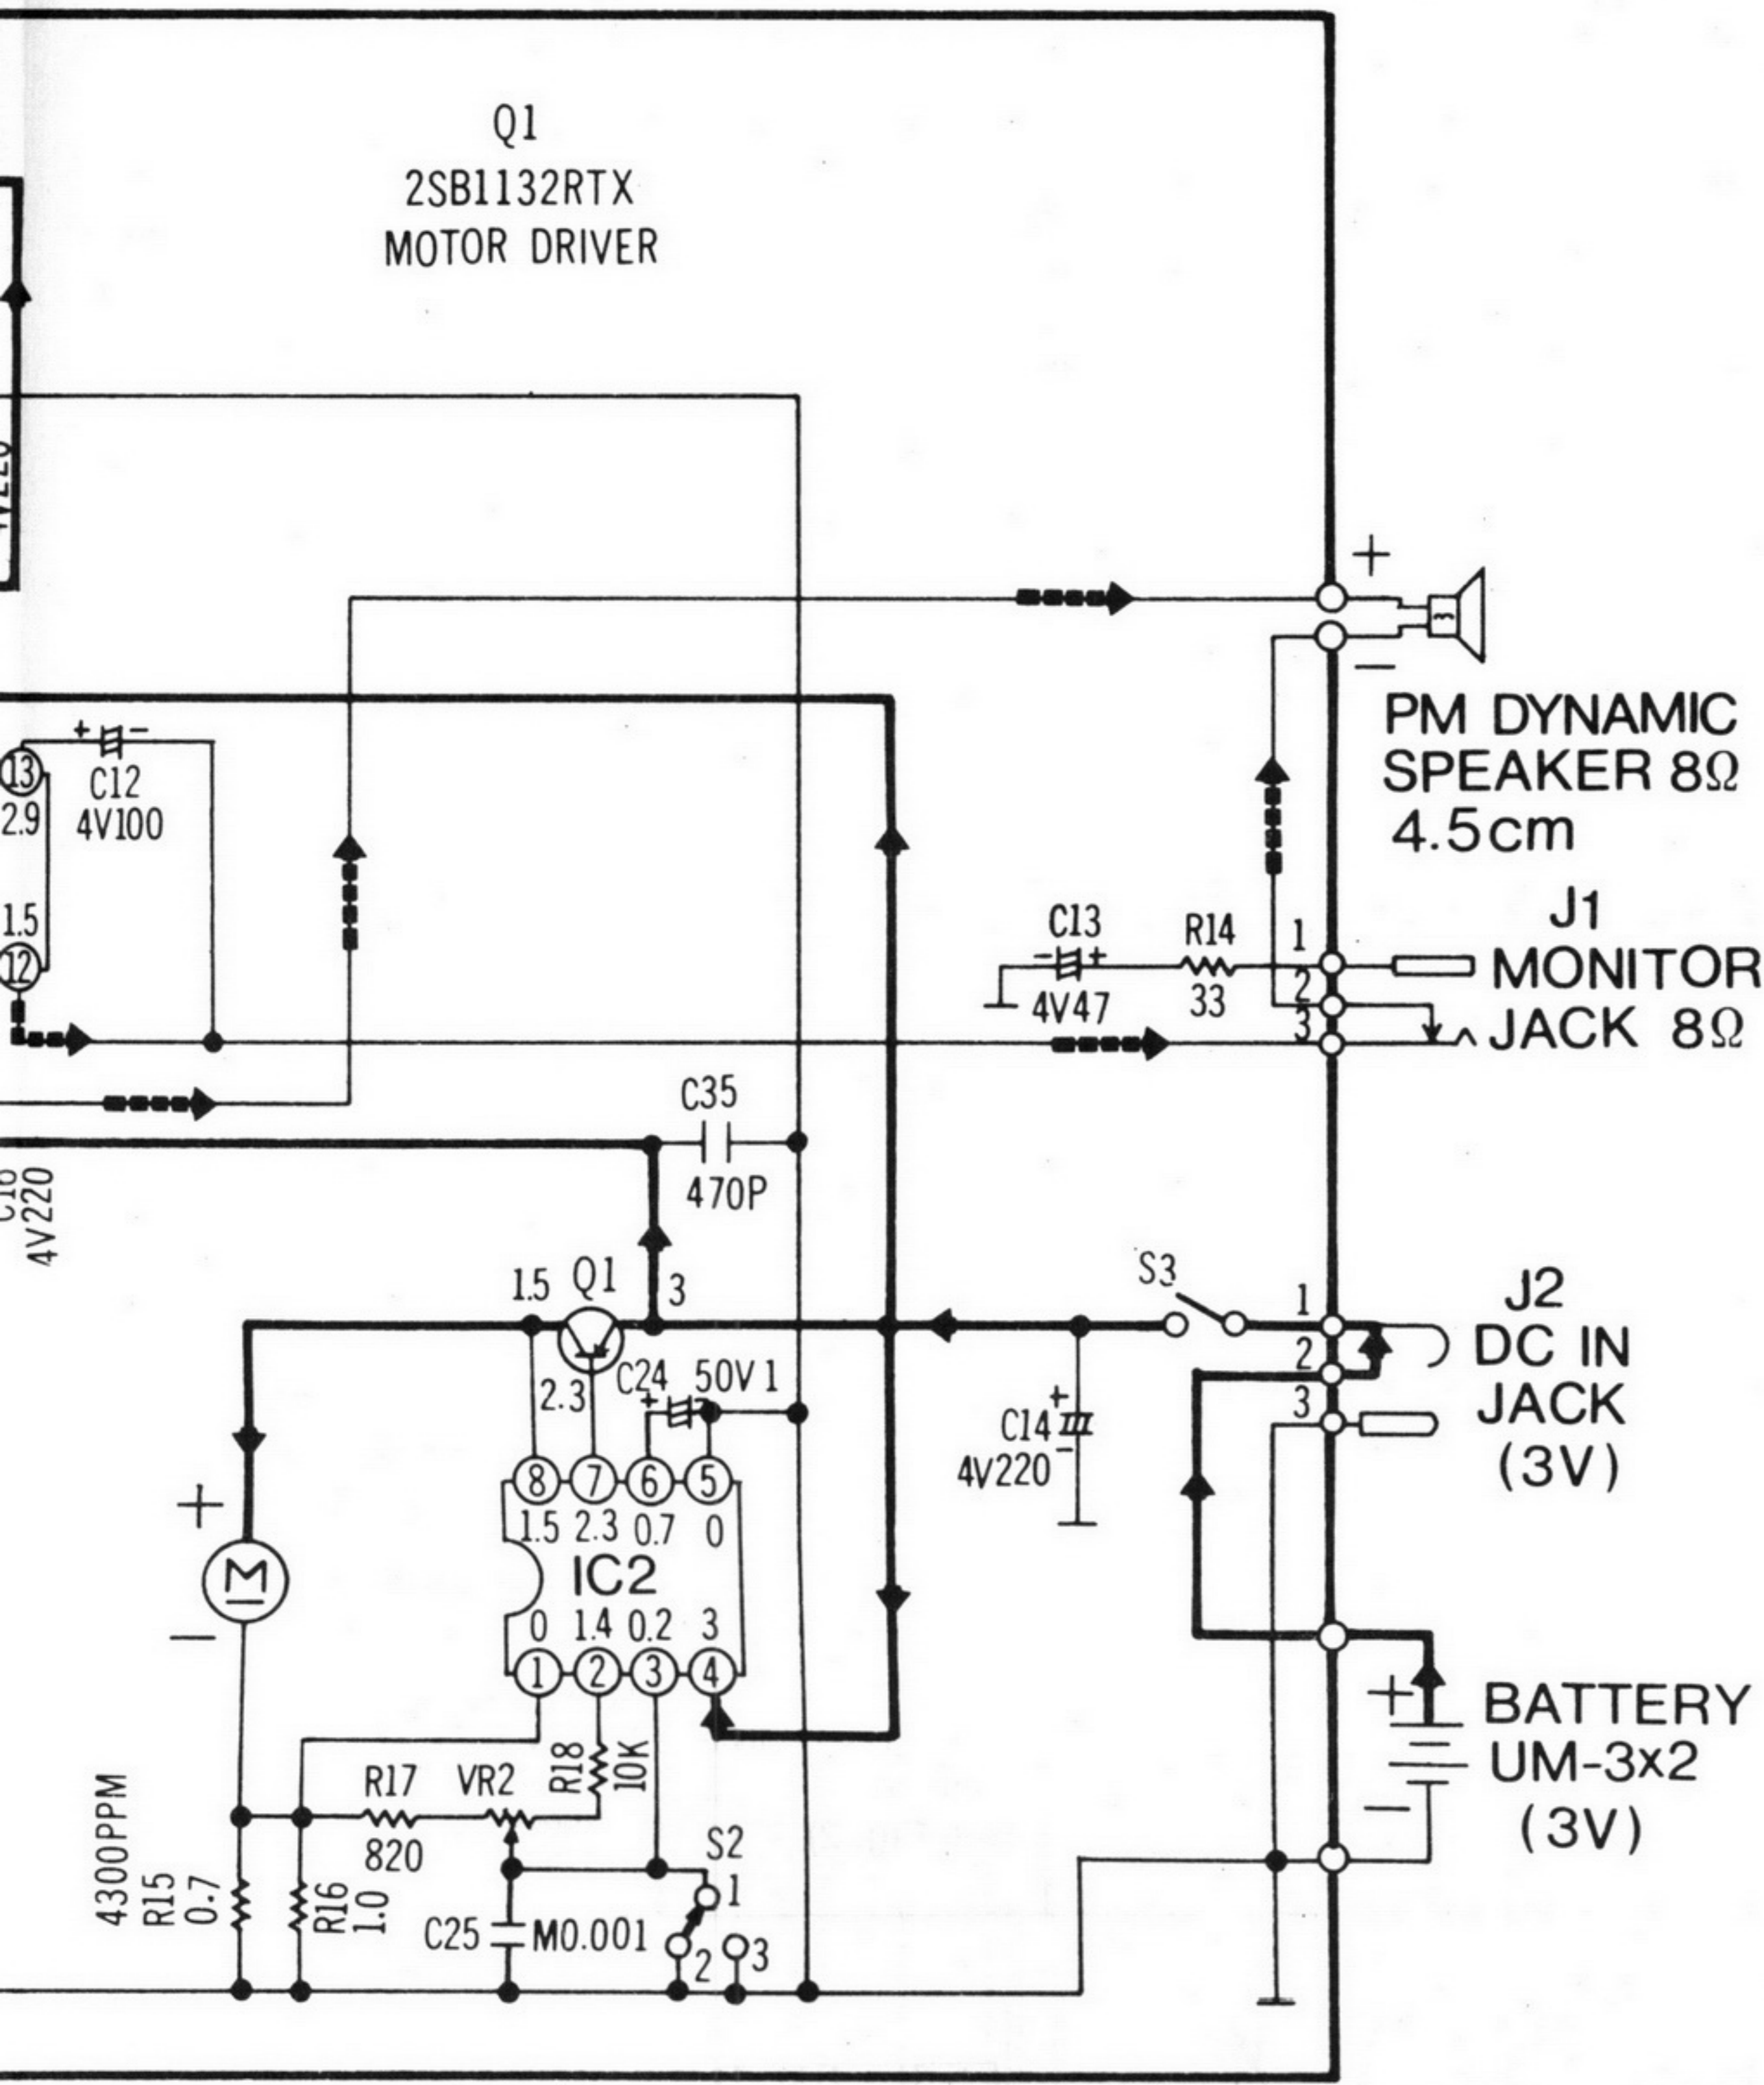 Q1
2SB1132RTX
MOTOR DRIVER
+
−
PM DYNAMIC
SPEAKER 8Ω
4.5cm
+ −
13
C12
2.9
4V100
1.5
12
C13
− +
4V47
R14
33
1
2
3
J1
MONITOR
JACK 8Ω
C35
470P
4V220
1.5
Q1
3
2.3
C24
+
50V 1
S3
1
2
3
J2
DC IN
JACK
(3V)
+
C14
−
4V220
8 7 6 5
1.5 2.3 0.7 0
IC2
0 1.4 0.2 3
1 2 3 4
+
M
−
+
−
BATTERY
UM-3x2
(3V)
R17
820
VR2
R18
10K
4300PPM
R15
0.7
R16
1.0
C25
M0.001
S2
1
2
3